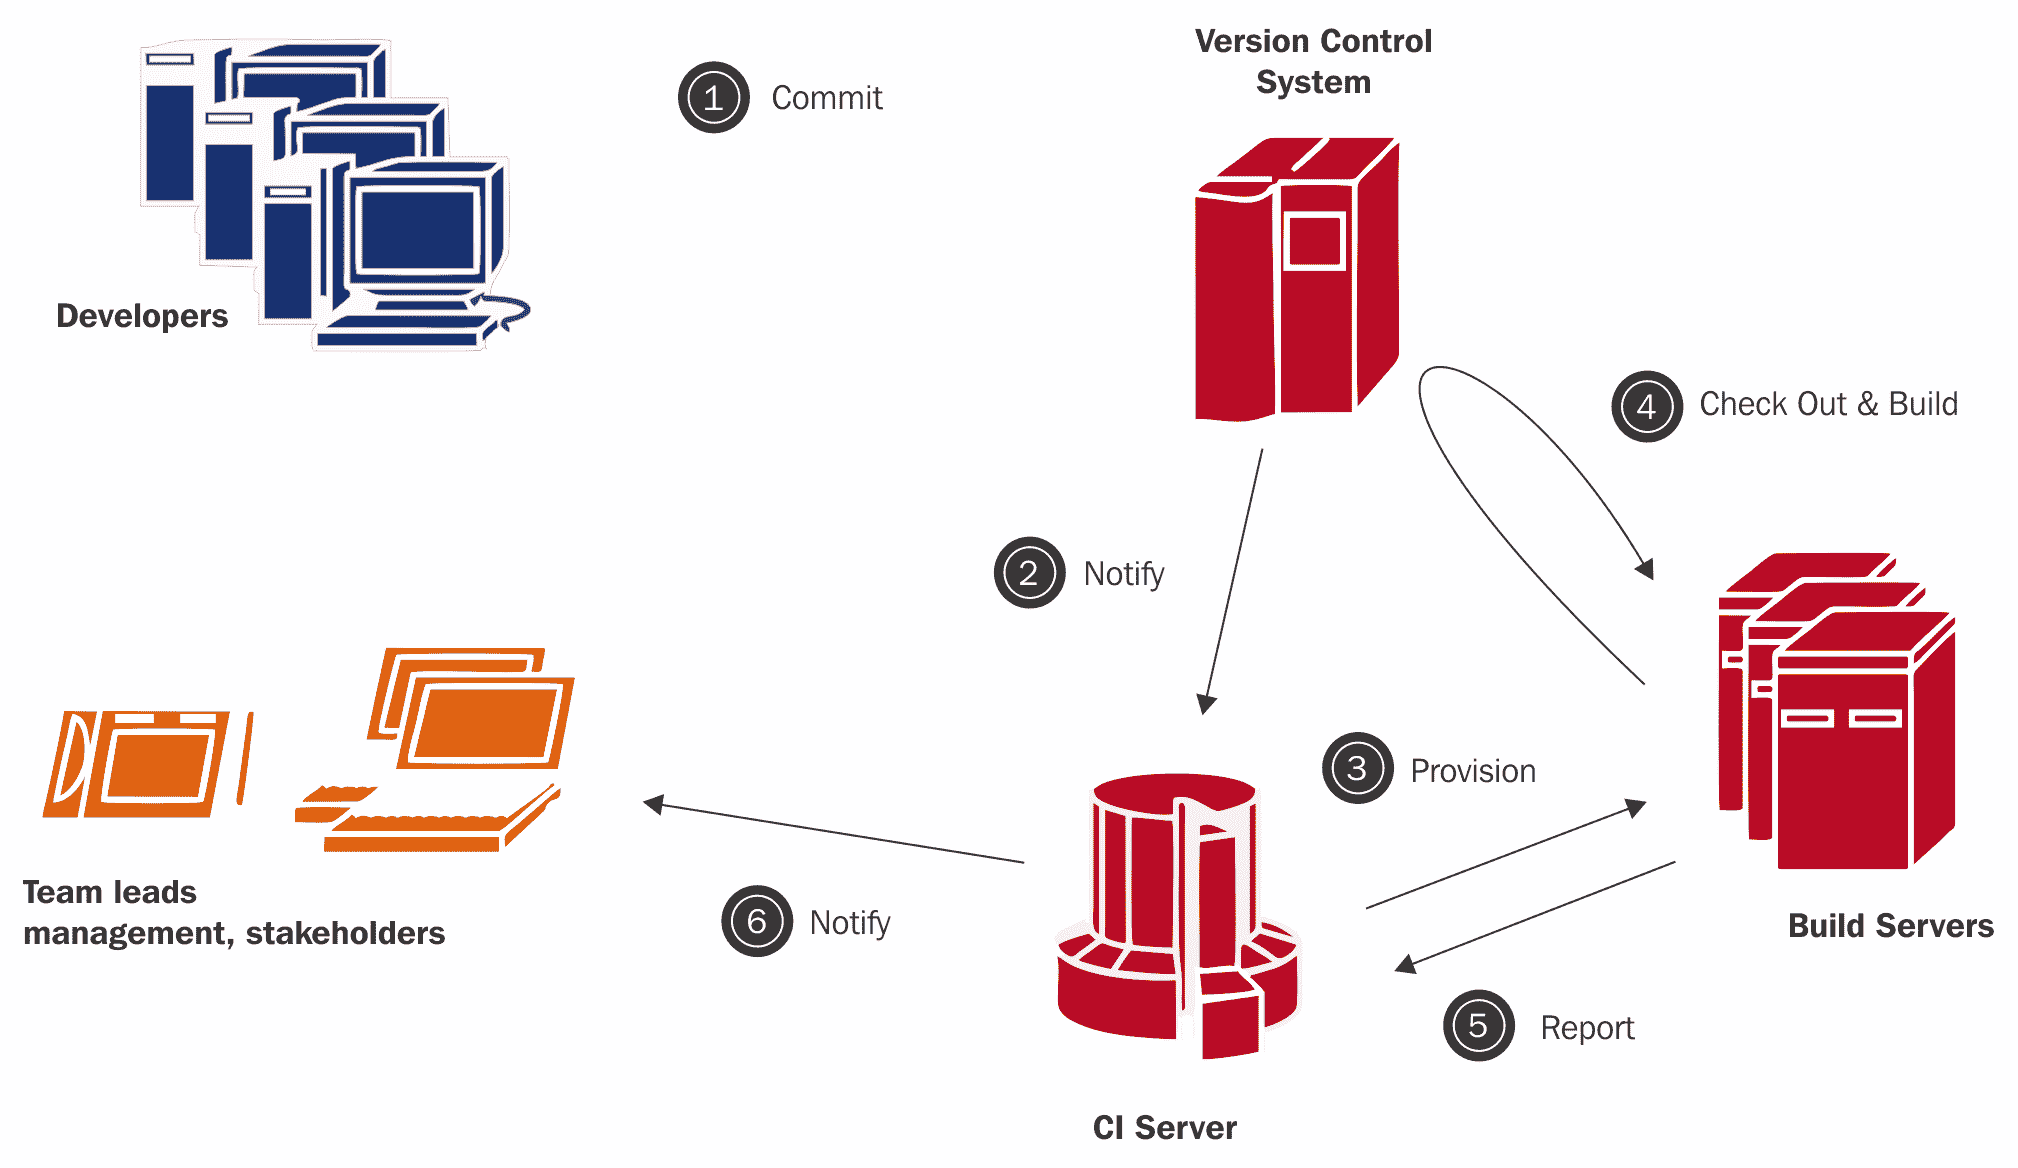 Version Control
System
1 Commit
Developers
4 Check Out & Build
2 Notify
3 Provision
Team leads
management, stakeholders
6 Notify
Build Servers
5 Report
CI Server